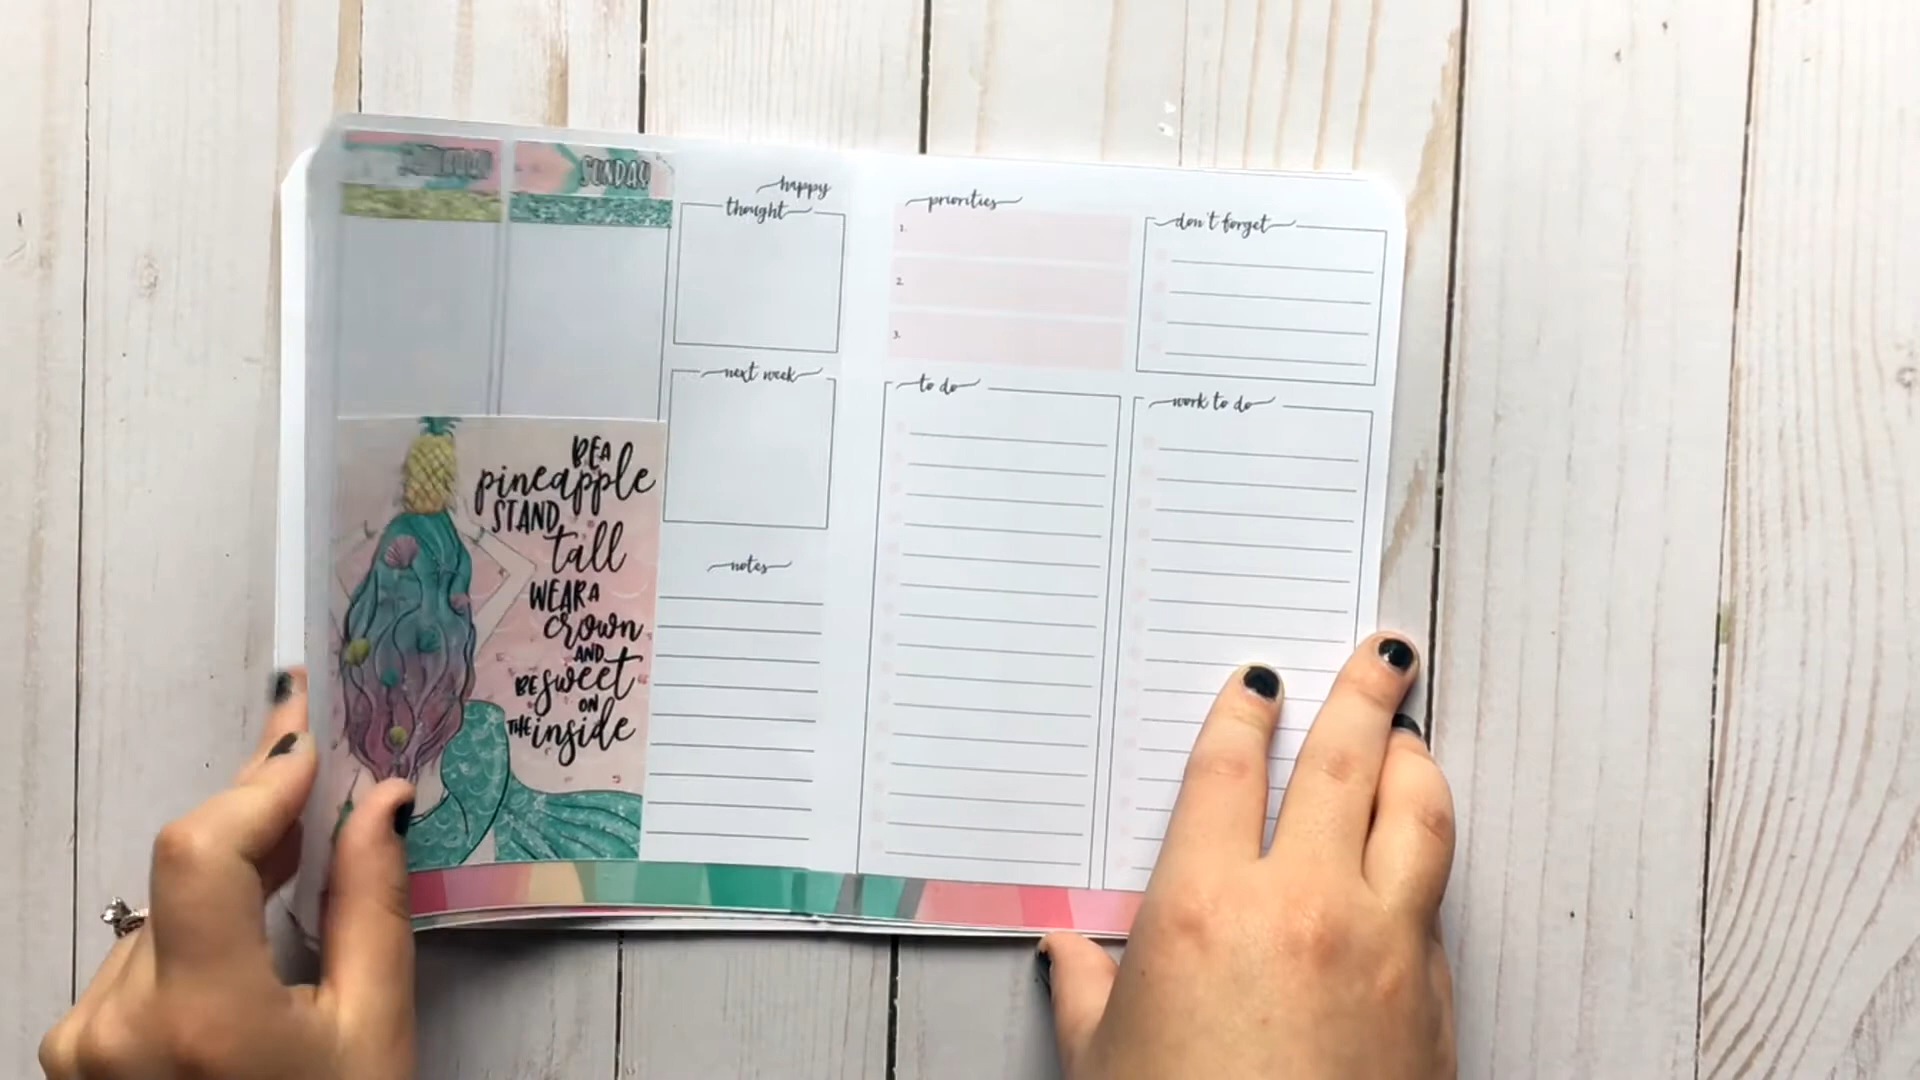 SUNDAY
BE A
pineapple
STAND
tall
WEAR A
crown
AND
BE sweet
ON
THE inside
happy
thought
next week
notes
priorities
1.
2.
3.
don't forget
to do
work to do